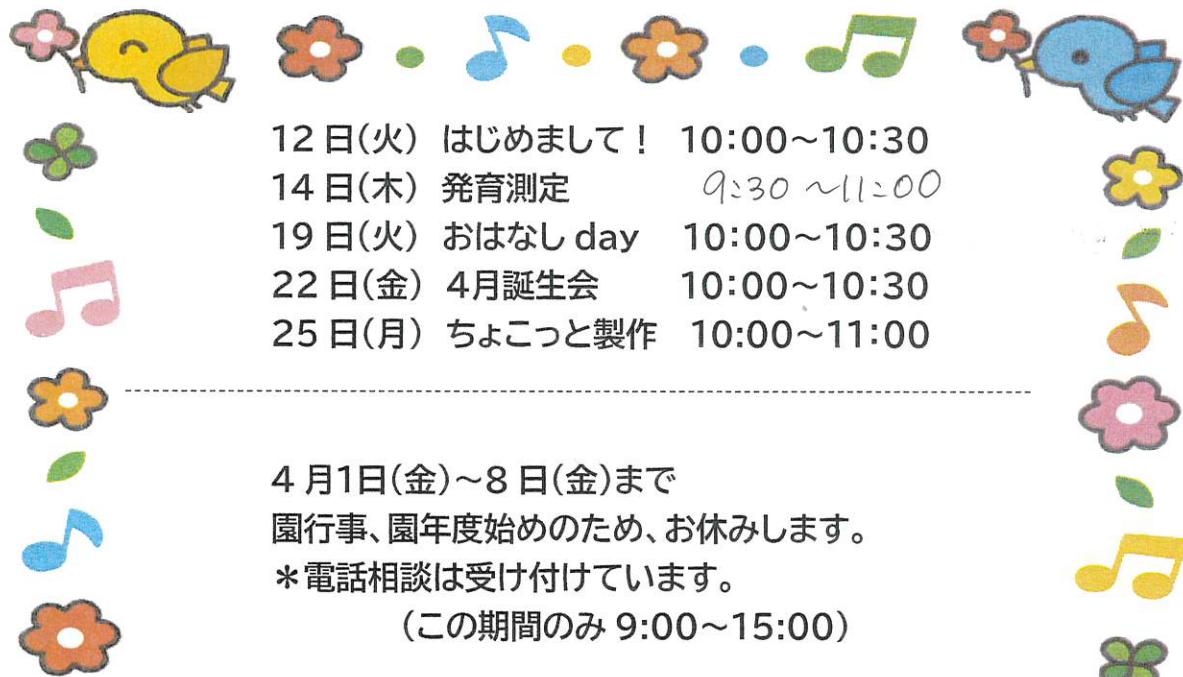 12日(火) はじめまして! 10:00~10:30
14日(木) 発育測定 9:30~11:00
19日(火) おはなしday 10:00~10:30
22日(金) 4月誕生会 10:00~10:30
25日(月) ちょこっと製作 10:00~11:00
4月1日(金)~8日(金)まで
園行事、園年度始めのため、お休みします。
*電話相談は受け付けています。
(この期間のみ 9:00~15:00)